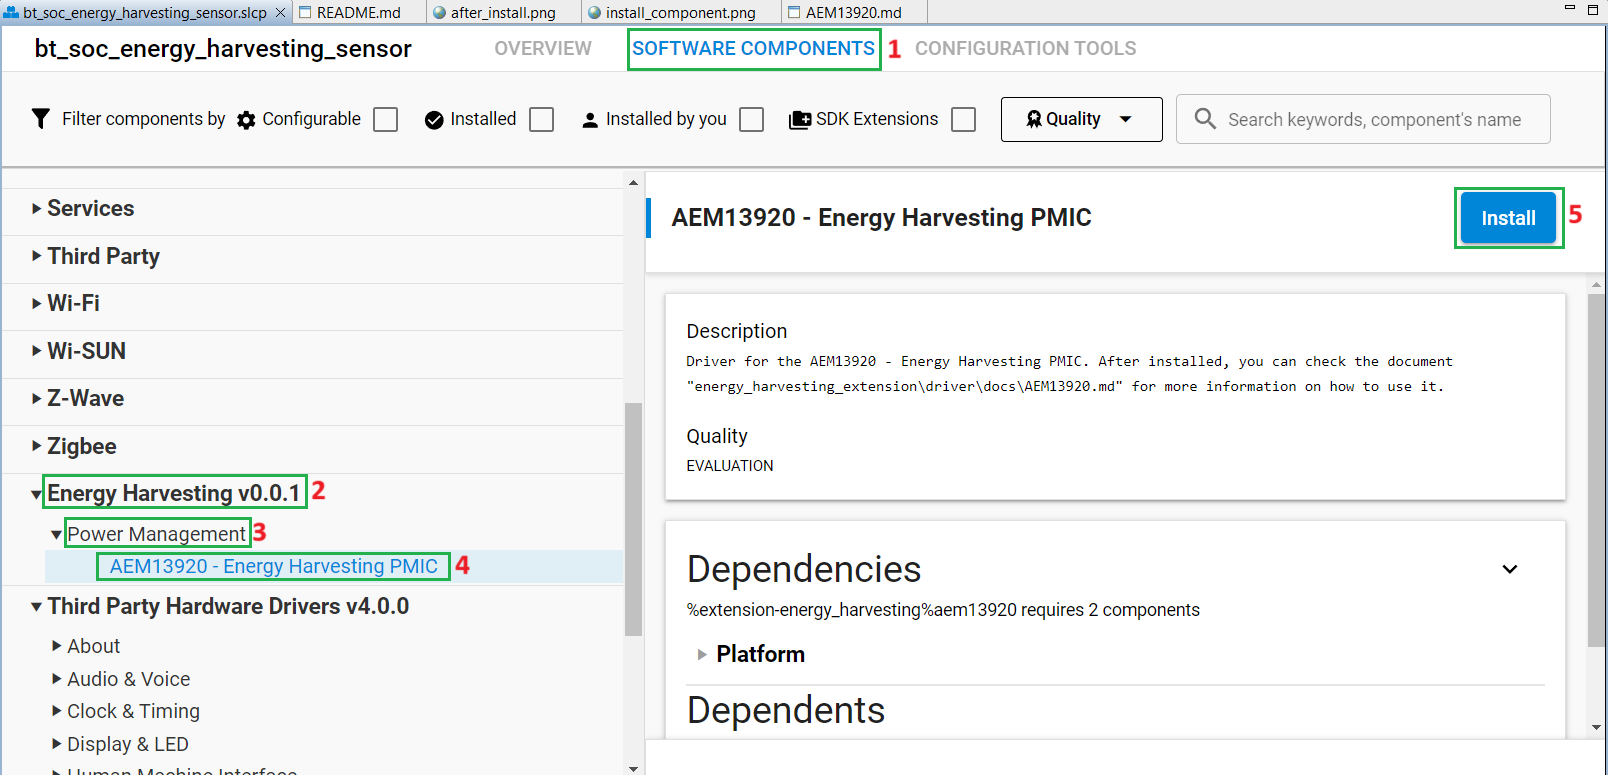 bt_soc_energy_harvesting_sensor.slcp README.md after_install.png install_component.png AEM13920.md
bt_soc_energy_harvesting_sensor OVERVIEW SOFTWARE COMPONENTS 1 CONFIGURATION TOOLS
Filter components by Configurable Installed Installed by you SDK Extensions Quality Search keywords, component's name
Services
Third Party
Wi-Fi
Wi-SUN
Z-Wave
Zigbee
Energy Harvesting v0.0.1 2
Power Management 3
AEM13920 - Energy Harvesting PMIC 4
Third Party Hardware Drivers v4.0.0
About
Audio & Voice
Clock & Timing
Display & LED
Human Machine Interface
AEM13920 - Energy Harvesting PMIC Install 5
Description
Driver for the AEM13920 - Energy Harvesting PMIC. After installed, you can check the document
"energy_harvesting_extension\driver\docs\AEM13920.md" for more information on how to use it.
Quality
EVALUATION
Dependencies
%extension-energy_harvesting%aem13920 requires 2 components
Platform
Dependents